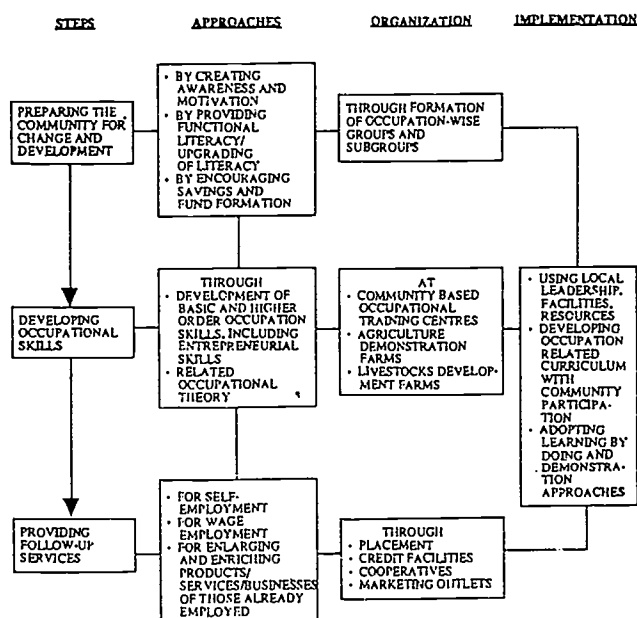 STEPS
APPROACHES
ORGANIZATION
IMPLEMENTATION
PREPARING THE
COMMUNITY FOR
CHANGE AND
DEVELOPMENT
• BY CREATING
AWARENESS AND
MOTIVATION
• BY PROVIDING
FUNCTIONAL
LITERACY/
UPGRADING
OF LITERACY
• BY ENCOURAGING
SAVINGS AND
FUND FORMATION
THROUGH FORMATION
OF OCCUPATION-WISE
GROUPS AND
SUBGROUPS
DEVELOPING
OCCUPATIONAL
SKILLS
THROUGH
• DEVELOPMENT OF
BASIC AND HIGHER
ORDER OCCUPATION
SKILLS, INCLUDING
ENTREPRENEURIAL
SKILLS
• RELATED
OCCUPATIONAL
THEORY
AT
• COMMUNITY BASED
OCCUPATIONAL
TRAINING CENTRES
• AGRICULTURE
DEMONSTRATION
FARMS
• LIVESTOCKS DEVELOP-
MENT FARMS
• USING LOCAL
LEADERSHIP,
FACILITIES,
RESOURCES
• DEVELOPING
OCCUPATION
RELATED
CURRICULUM
WITH
COMMUNITY
PARTICIPA-
TION
• ADOPTING
LEARNING BY
DOING AND
• DEMONSTRA-
TION
APPROACHES
PROVIDING
FOLLOW-UP
SERVICES
• FOR SELF-
EMPLOYMENT
• FOR WAGE
EMPLOYMENT
• FOR ENLARGING
AND ENRICHING
PRODUCTS/
SERVICES/BUSINESSES
OF THOSE ALREADY
EMPLOYED
THROUGH
• PLACEMENT
• CREDIT FACILITIES
• COOPERATIVES
• MARKETING OUTLETS